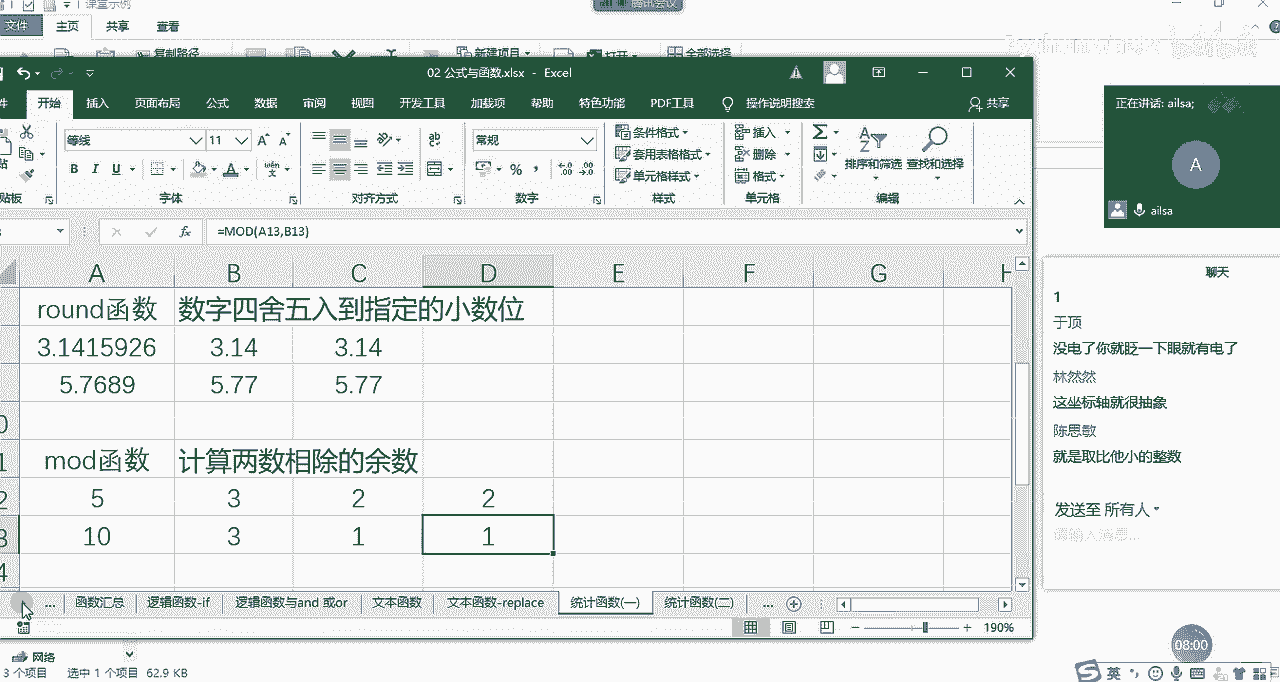 课堂示例
腾讯会议
文件 主页 共享 查看
复制路径 新建项目 打开 全部选择
02 公式与函数.xlsx - Excel
件 开始 插入 页面布局 公式 数据 审阅 视图 开发工具 加载项 帮助 特色功能 PDF工具 操作说明搜索 共享
等线 11 常规 条件格式 插入 排序和筛选 查找和选择
贴 套用表格格式 删除
B I U % 单元格样式 格式
贴板 字体 对齐方式 数字 样式 单元格 编辑
=MOD(A13,B13)
A B C D E F G H
round函数 数字四舍五入到指定的小数位
3.1415926 3.14 3.14
5.7689 5.77 5.77
0
1 mod函数 计算两数相除的余数
2 5 3 2 2
3 10 3 1 1
4
... 函数汇总 逻辑函数-if 逻辑函数与and 或or 文本函数 文本函数-replace 统计函数(一) 统计函数(二) ...
190%
网络
3 个项目 选中 1 个项目 62.9 KB
正在讲话: ailsa;
A
ailsa
聊天
1
于顶
没电了你就眨一下眼就有电了
林然然
这坐标轴就很抽象
陈思敏
就是取比他小的整数
发送至 所有人
请输入消息...
08:00
英